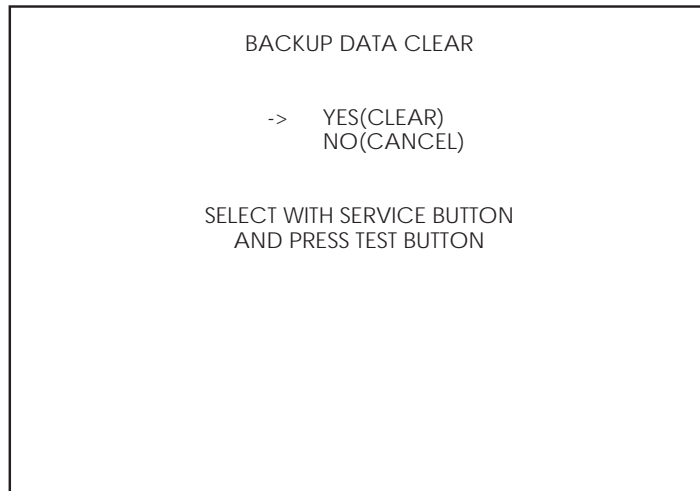 BACKUP DATA CLEAR
-> YES(CLEAR)
NO(CANCEL)
SELECT WITH SERVICE BUTTON
AND PRESS TEST BUTTON